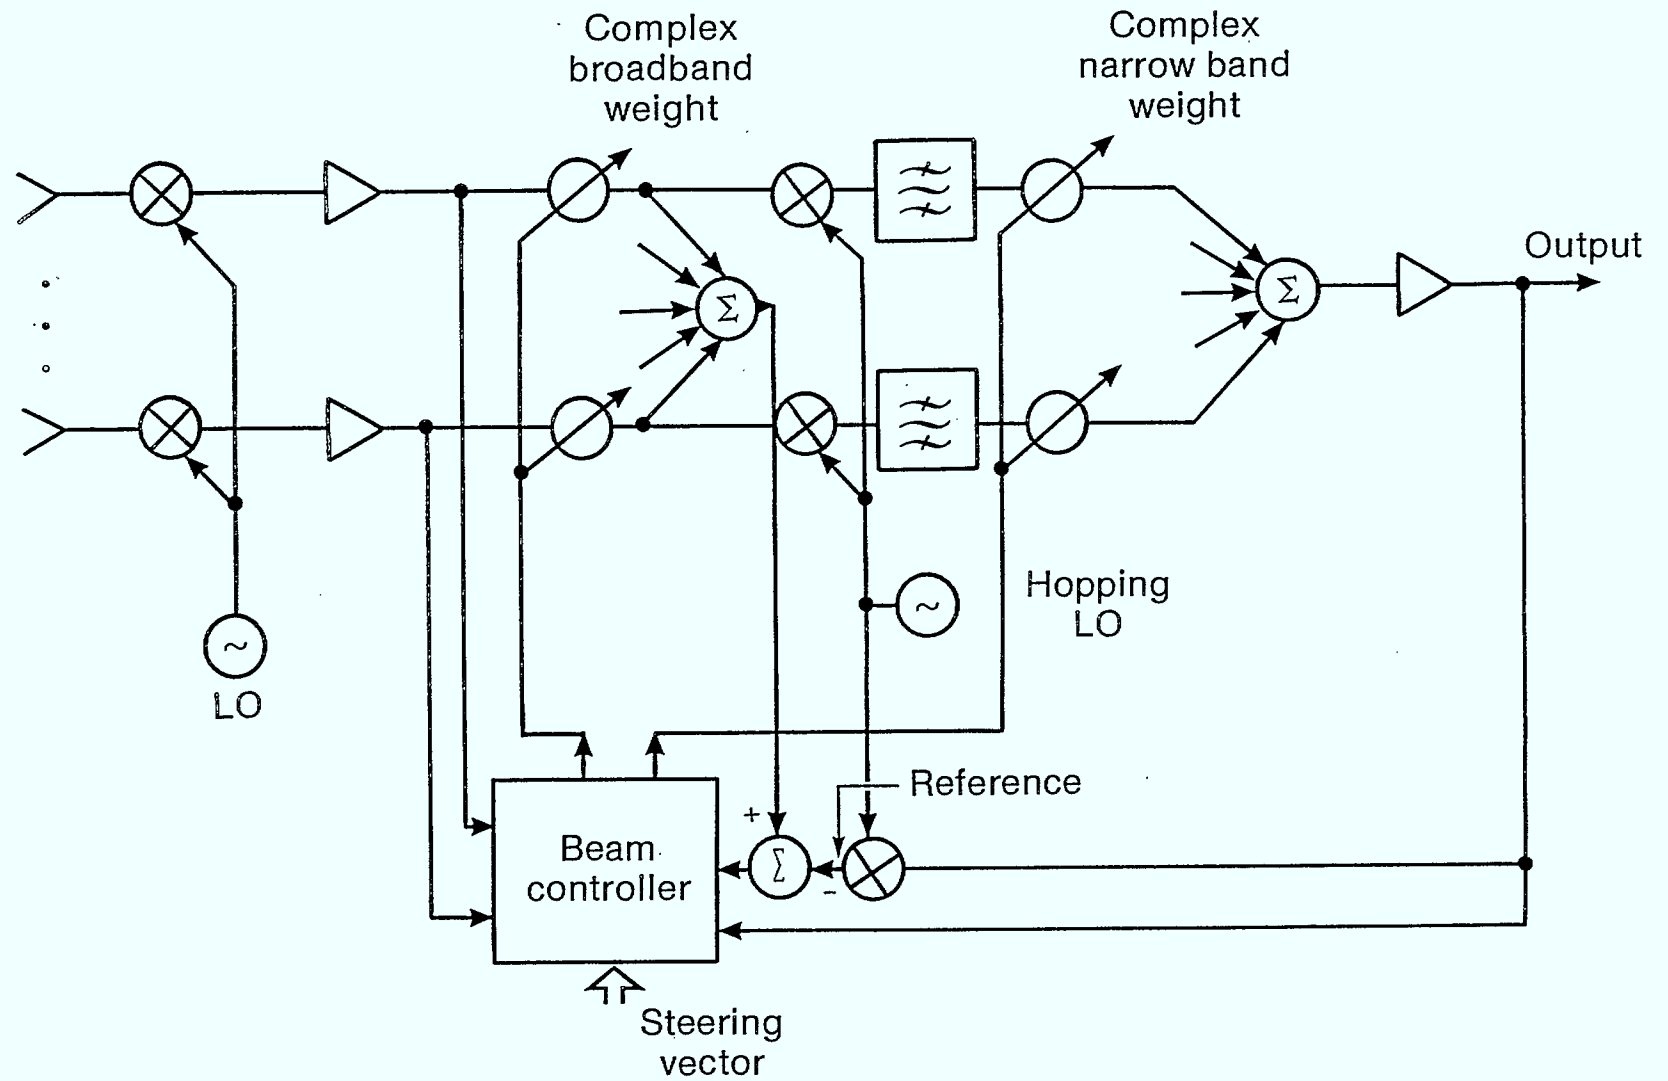 Complex
broadband
weight
Complex
narrow band
weight
Output
Σ
Σ
Hopping
LO
~
~
LO
Reference
+
Beam
controller
Σ
-
Steering
vector